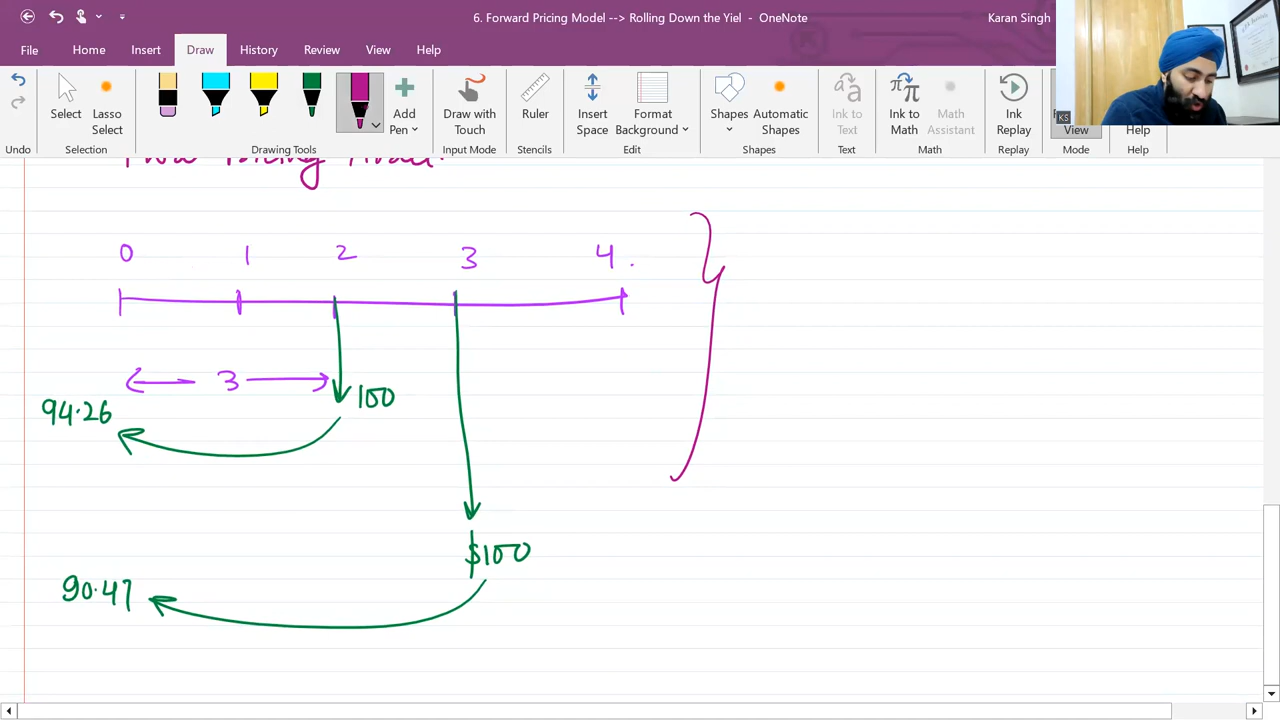 6. Forward Pricing Model --> Rolling Down the Yiel - OneNote
Karan Singh
File Home Insert Draw History Review View Help
Select
Lasso Select
Add Pen
Draw with Touch
Ruler
Insert Space
Format Background
Shapes
Automatic Shapes
Ink to Text
Ink to Math
Math Assistant
Ink Replay
View
Help
KS
Undo Selection Drawing Tools Input Mode Stencils Edit Shapes Text Math Replay Mode Help
Pricing Model.
0 1 2 3 4.
3
94.26
100
$100
90.47